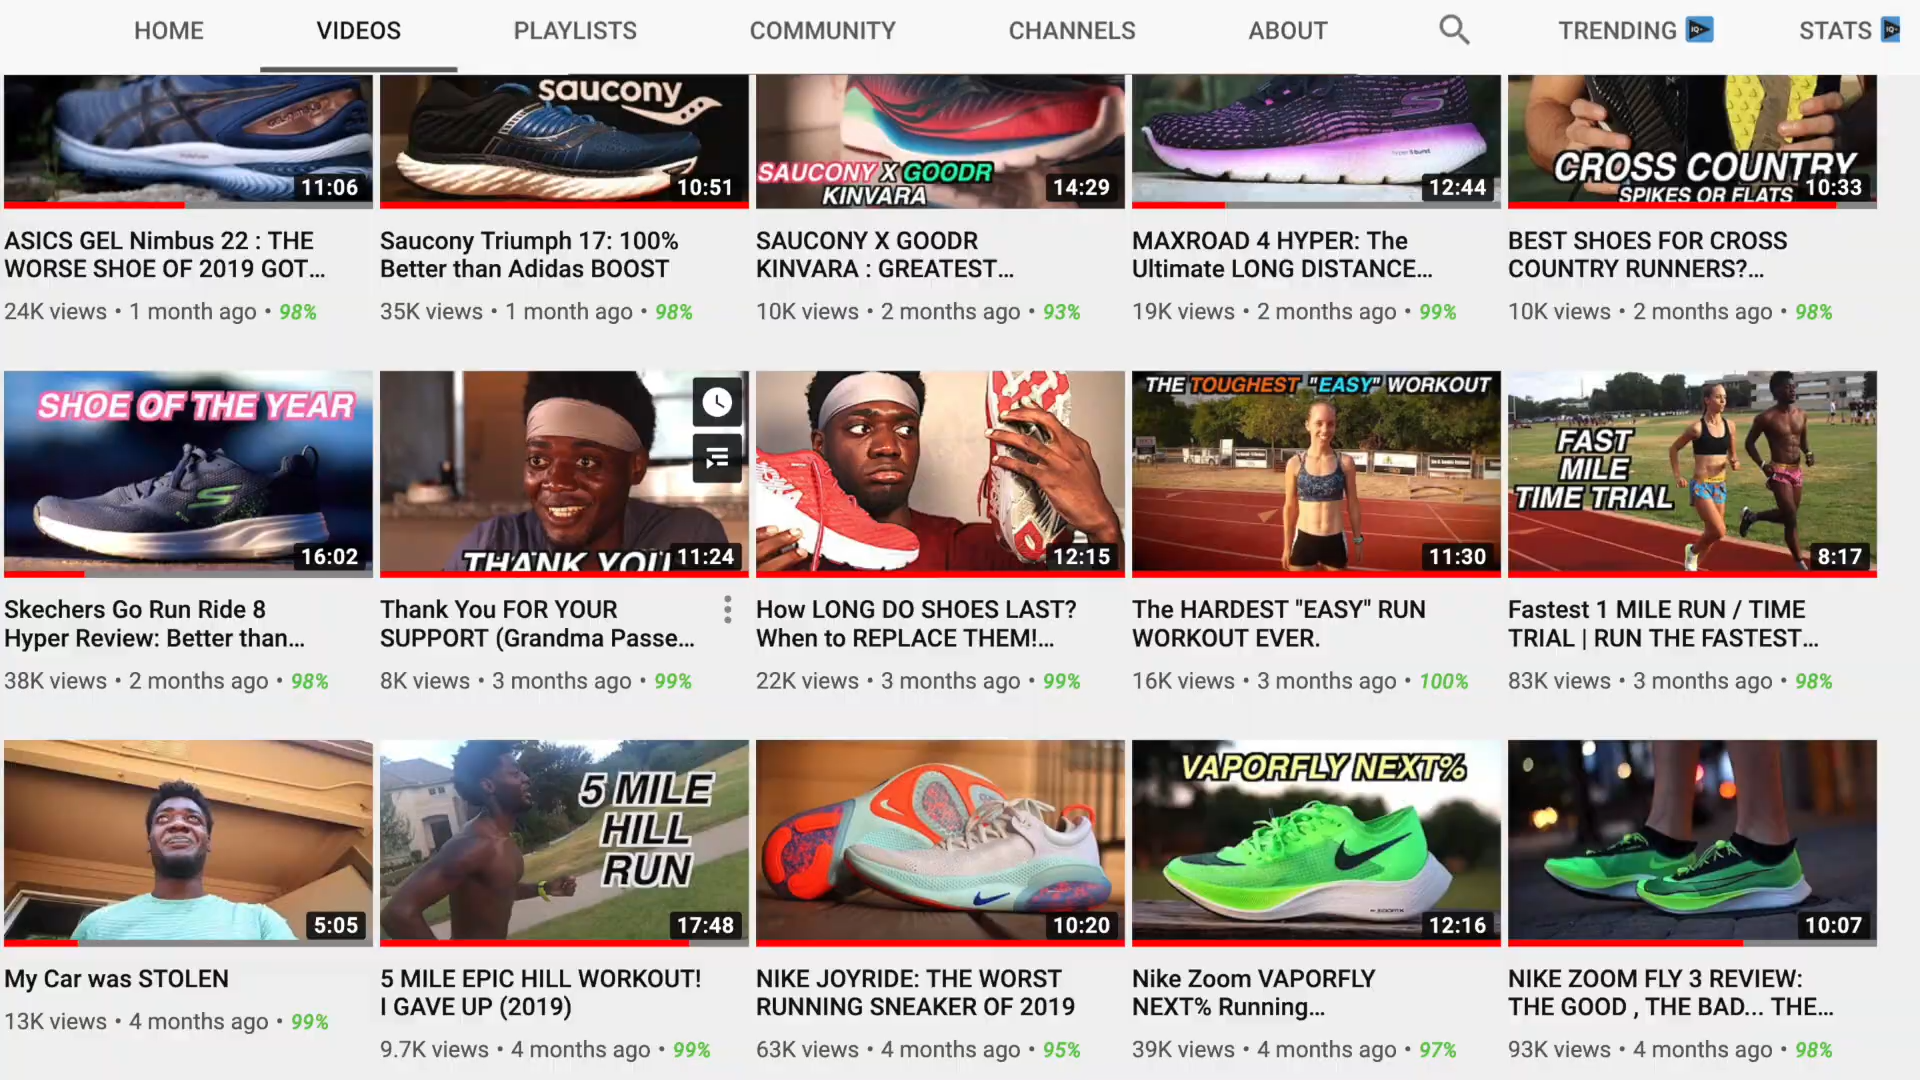 HOME VIDEOS PLAYLISTS COMMUNITY CHANNELS ABOUT TRENDING STATS
saucony
SAUCONY X GOODR
KINVARA
CROSS COUNTRY
SPIKES OR FLATS
11:06 10:51 14:29 12:44 10:33
ASICS GEL Nimbus 22 : THE
WORSE SHOE OF 2019 GOT...
24K views • 1 month ago • 98%
Saucony Triumph 17: 100%
Better than Adidas BOOST
35K views • 1 month ago • 98%
SAUCONY X GOODR
KINVARA : GREATEST...
10K views • 2 months ago • 93%
MAXROAD 4 HYPER: The
Ultimate LONG DISTANCE...
19K views • 2 months ago • 99%
BEST SHOES FOR CROSS
COUNTRY RUNNERS?...
10K views • 2 months ago • 98%
SHOE OF THE YEAR
16:02
Skechers Go Run Ride 8
Hyper Review: Better than...
38K views • 2 months ago • 98%
THANK YOU
11:24
Thank You FOR YOUR
SUPPORT (Grandma Passe...
8K views • 3 months ago • 99%
12:15
How LONG DO SHOES LAST?
When to REPLACE THEM!...
22K views • 3 months ago • 99%
THE TOUGHEST "EASY" WORKOUT
11:30
The HARDEST "EASY" RUN
WORKOUT EVER.
16K views • 3 months ago • 100%
FAST
MILE
TIME TRIAL
8:17
Fastest 1 MILE RUN / TIME
TRIAL | RUN THE FASTEST...
83K views • 3 months ago • 98%
5:05
My Car was STOLEN
13K views • 4 months ago • 99%
5 MILE
HILL
RUN
17:48
5 MILE EPIC HILL WORKOUT!
I GAVE UP (2019)
9.7K views • 4 months ago • 99%
10:20
NIKE JOYRIDE: THE WORST
RUNNING SNEAKER OF 2019
63K views • 4 months ago • 95%
VAPORFLY NEXT%
12:16
Nike Zoom VAPORFLY
NEXT% Running...
39K views • 4 months ago • 97%
10:07
NIKE ZOOM FLY 3 REVIEW:
THE GOOD , THE BAD... THE...
93K views • 4 months ago • 98%